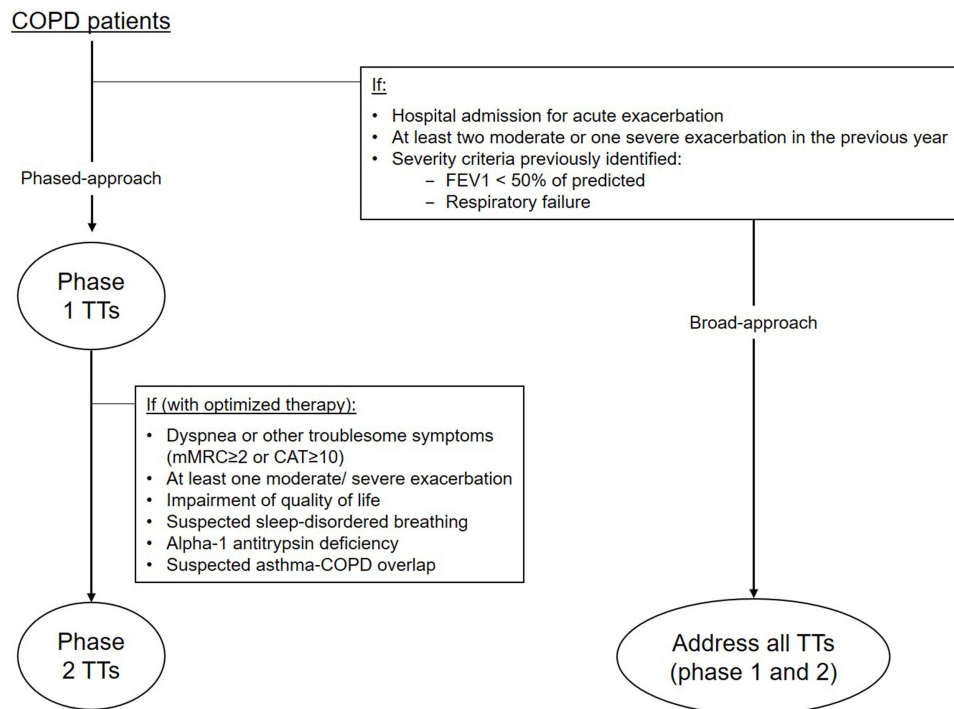 COPD patients
If:
• Hospital admission for acute exacerbation
• At least two moderate or one severe exacerbation in the previous year
• Severity criteria previously identified:
– FEV1 < 50% of predicted
– Respiratory failure
Phased-approach
Phase
1 TTs
Broad-approach
If (with optimized therapy):
• Dyspnea or other troublesome symptoms
(mMRC≥2 or CAT≥10)
• At least one moderate/ severe exacerbation
• Impairment of quality of life
• Suspected sleep-disordered breathing
• Alpha-1 antitrypsin deficiency
• Suspected asthma-COPD overlap
Phase
2 TTs
Address all TTs
(phase 1 and 2)